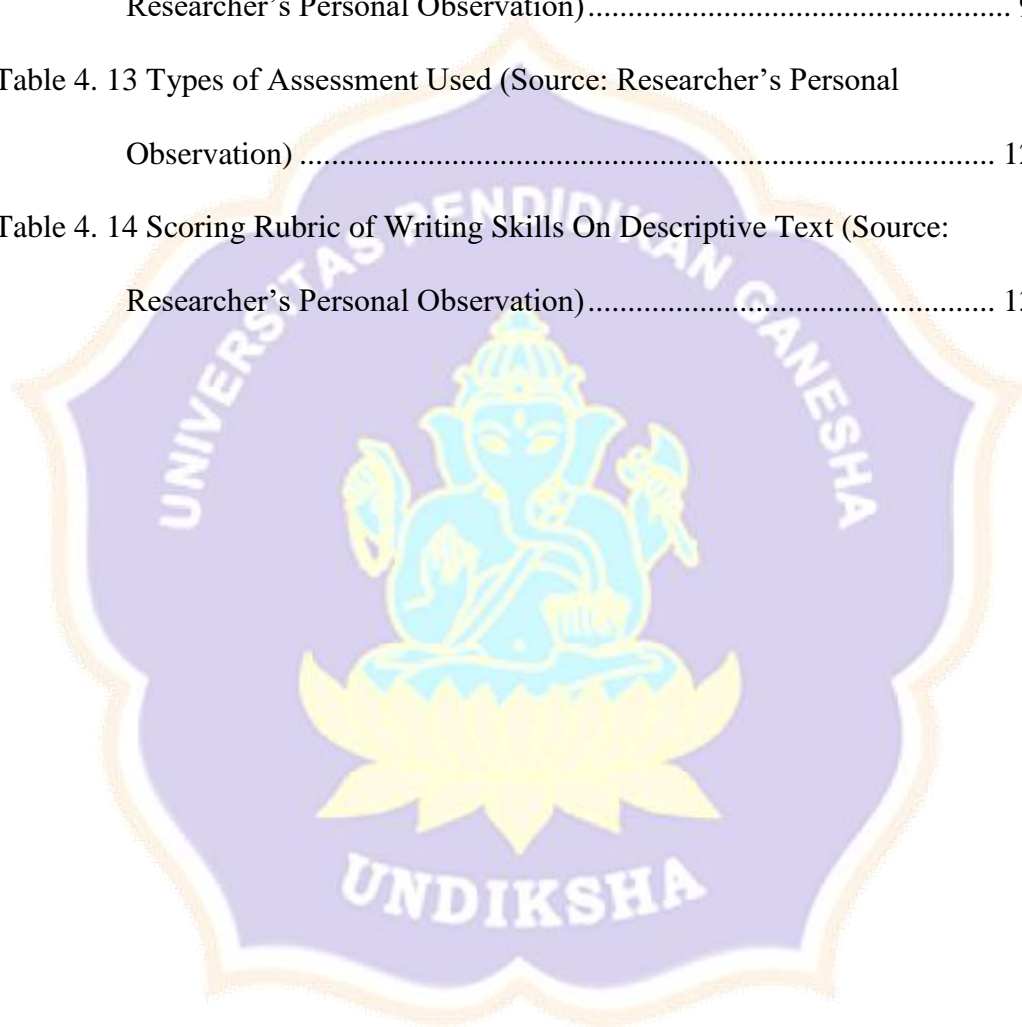 Researcher’s Personal Observation)....................................................
Table 4. 13 Types of Assessment Used (Source: Researcher’s Personal
Observation) ........................................................................................
Table 4. 14 Scoring Rubric of Writing Skills On Descriptive Text (Source:
Researcher’s Personal Observation)...................................................
UNIVERSITAS PENDIDIKAN GANESHA
UNDIKSHA